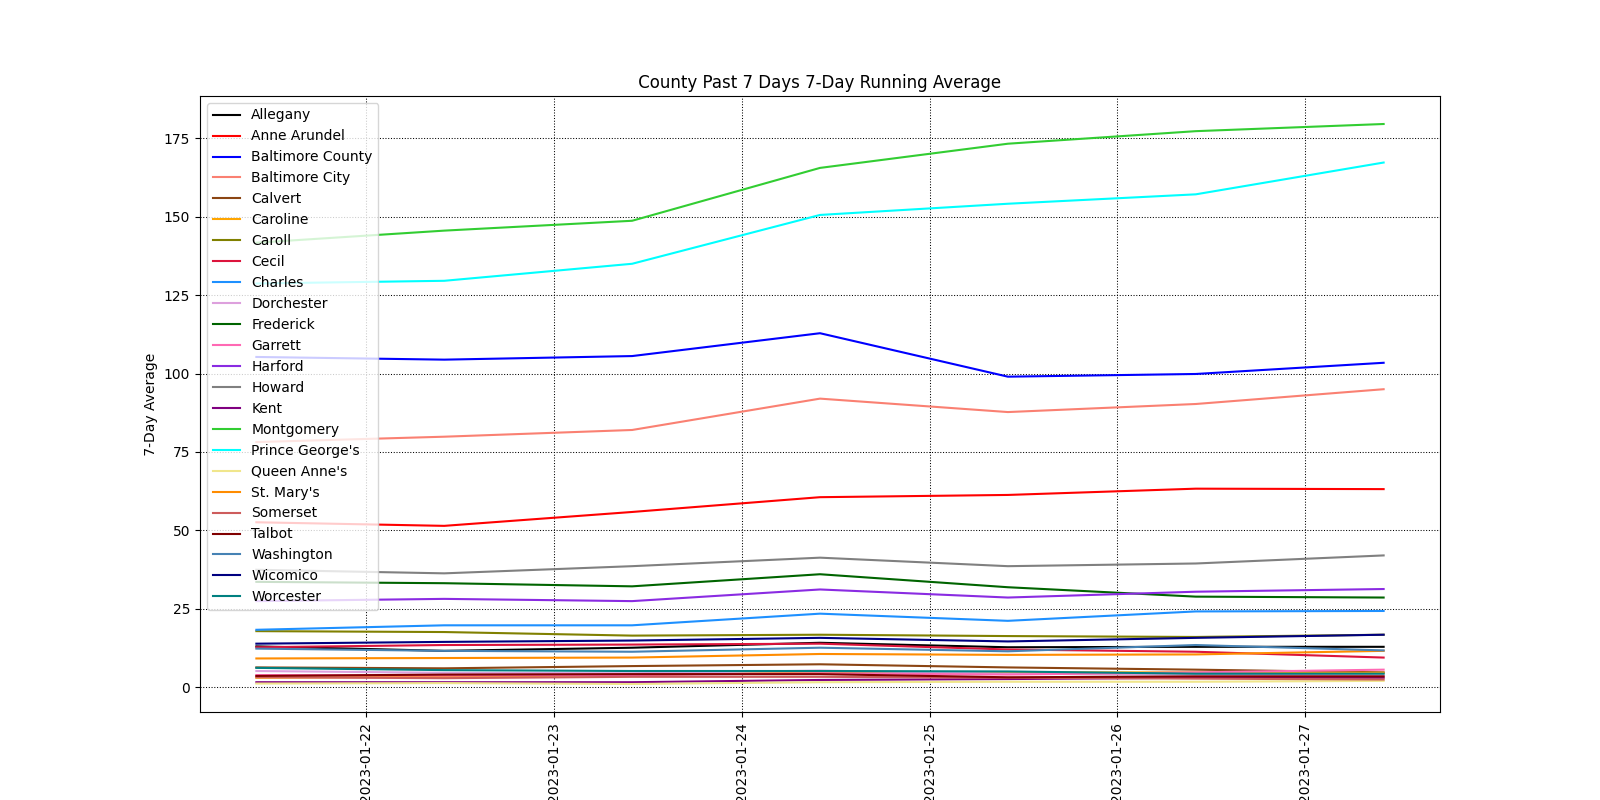 County Past 7 Days 7-Day Running Average
7-Day Average
175
150
125
100
75
50
25
0
Allegany
Anne Arundel
Baltimore County
Baltimore City
Calvert
Caroline
Caroll
Cecil
Charles
Dorchester
Frederick
Garrett
Harford
Howard
Kent
Montgomery
Prince George's
Queen Anne's
St. Mary's
Somerset
Talbot
Washington
Wicomico
Worcester
2023-01-22
2023-01-23
2023-01-24
2023-01-25
2023-01-26
2023-01-27